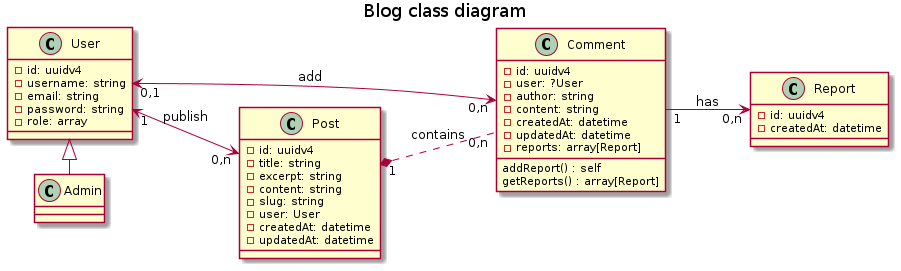 Blog class diagram
C User
id: uuidv4
username: string
email: string
password: string
role: array
C Admin
publish
1
0,n
add
0,1
0,n
C Post
id: uuidv4
title: string
excerpt: string
content: string
slug: string
user: User
createdAt: datetime
updatedAt: datetime
contains
1
0,n
C Comment
id: uuidv4
user: ?User
author: string
content: string
createdAt: datetime
updatedAt: datetime
reports: array[Report]
addReport() : self
getReports() : array[Report]
has
1
0,n
C Report
id: uuidv4
createdAt: datetime